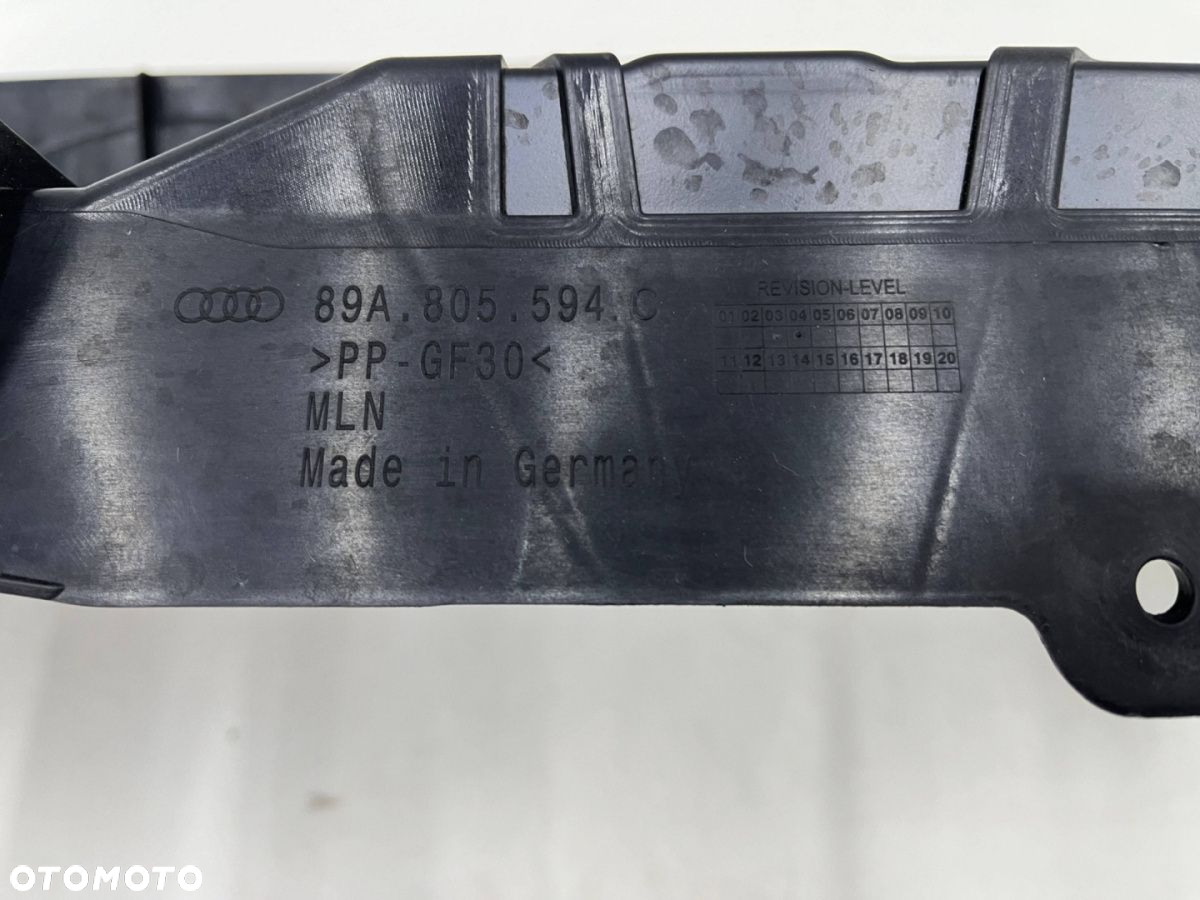 89A.805.594.C
>PP-GF30<
MLN
Made in Germany
REVISION-LEVEL
01 02 03 04 05 06 07 08 09 10
11 12 13 14 15 16 17 18 19 20
OTOMOTO